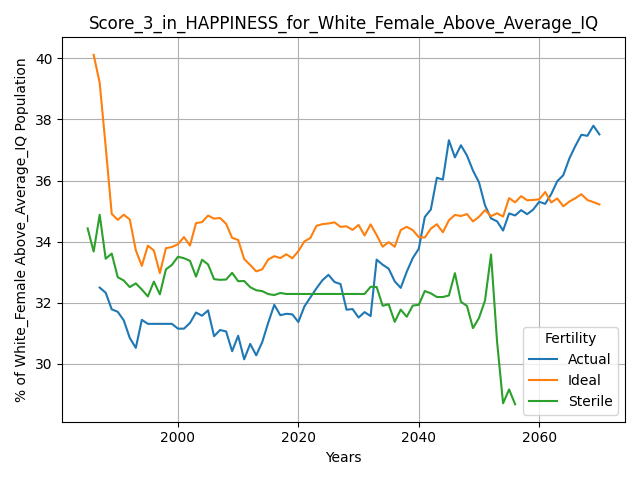 Score_3_in_HAPPINESS_for_White_Female_Above_Average_IQ
% of White_Female Above_Average_IQ Population
40
38
36
34
32
30
2000
2020
2040
2060
Years
Fertility
Actual
Ideal
Sterile